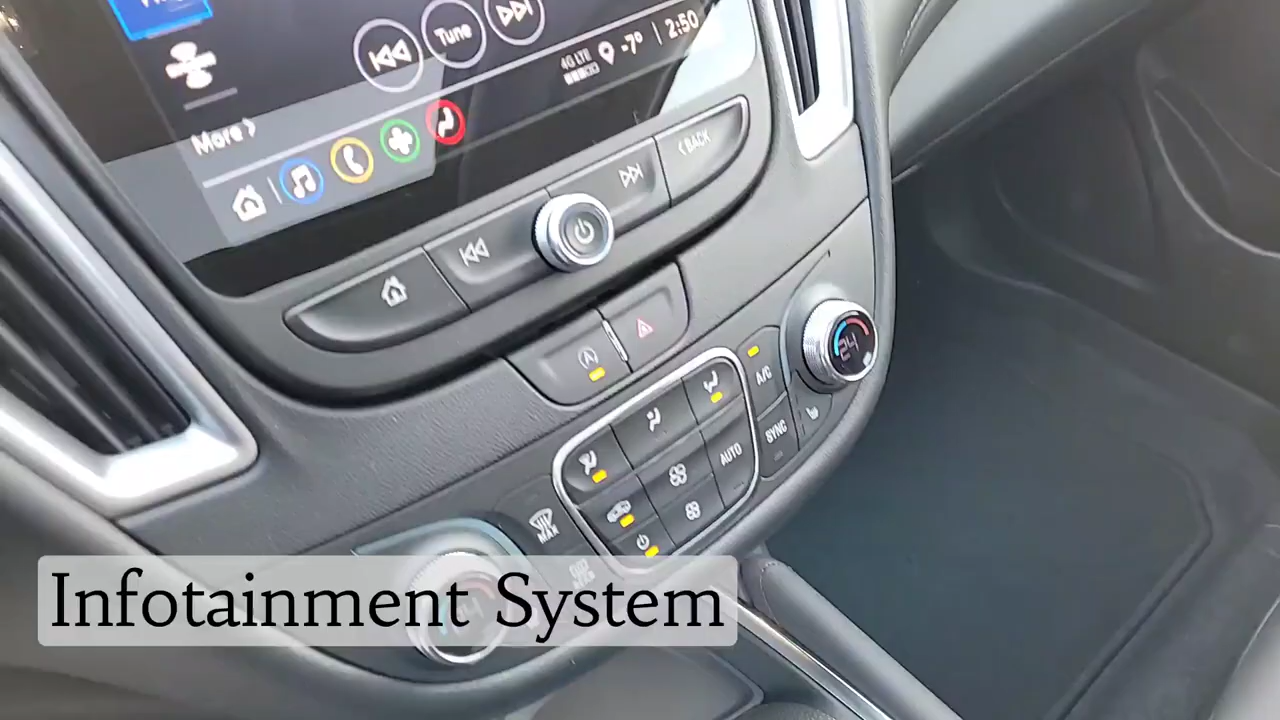 Tune
4G LTE
-7° | 2:50
More >
< BACK
24
A/C
SYNC
AUTO
MAX
Infotainment System